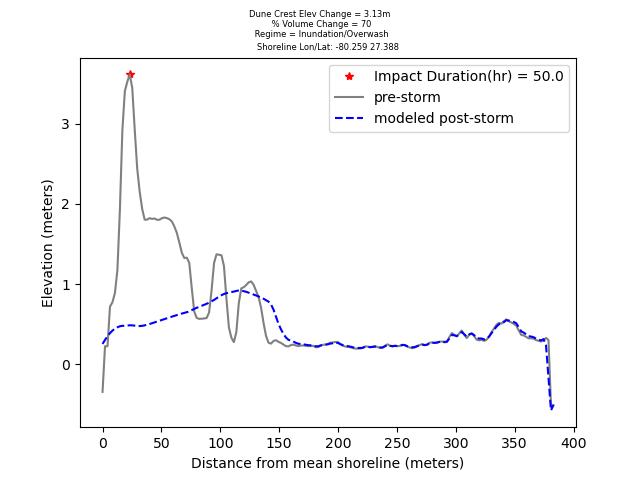 Dune Crest Elev Change = 3.13m
% Volume Change = 70
Regime = Inundation/Overwash
Shoreline Lon/Lat: -80.259 27.388
Impact Duration(hr) = 50.0
pre-storm
modeled post-storm
Elevation (meters)
3
2
1
0
0 50 100 150 200 250 300 350 400
Distance from mean shoreline (meters)